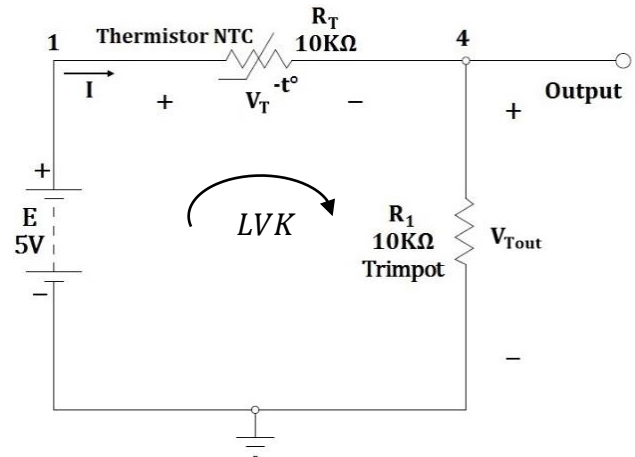 1
Thermistor NTC
R_T
10KΩ
4
I
+
V_T
-t°
−
Output
+
+
E
5V
−
LVK
R_1
10KΩ
Trimpot
V_Tout
−